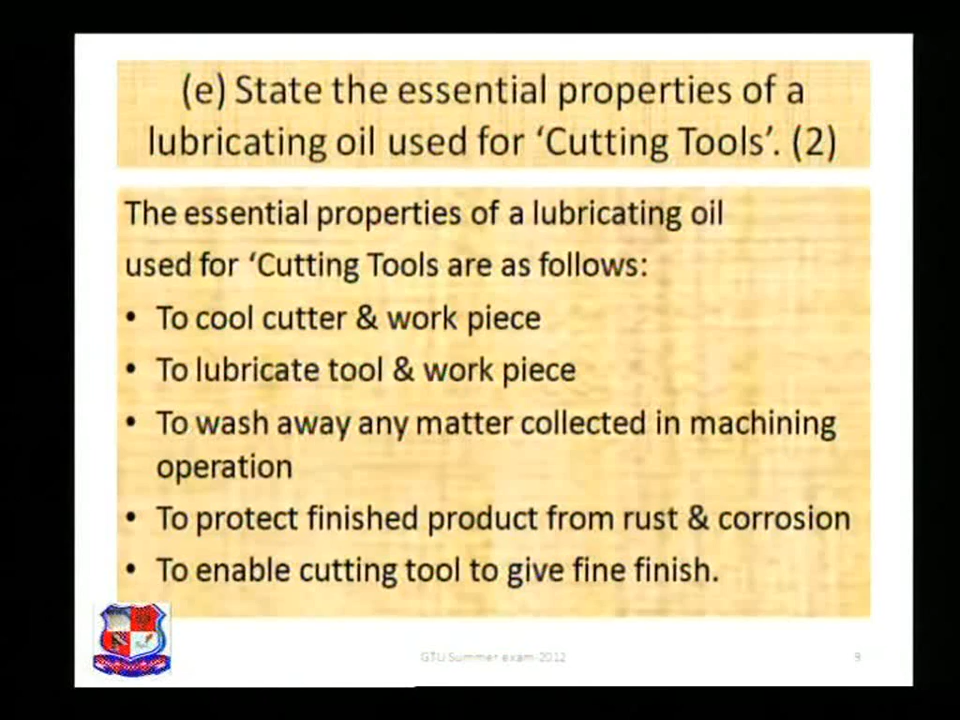 (e) State the essential properties of a
lubricating oil used for ‘Cutting Tools’. (2)
The essential properties of a lubricating oil
used for ‘Cutting Tools are as follows:
• To cool cutter & work piece
• To lubricate tool & work piece
• To wash away any matter collected in machining
operation
• To protect finished product from rust & corrosion
• To enable cutting tool to give fine finish.
GTU Summer exam-2012
9